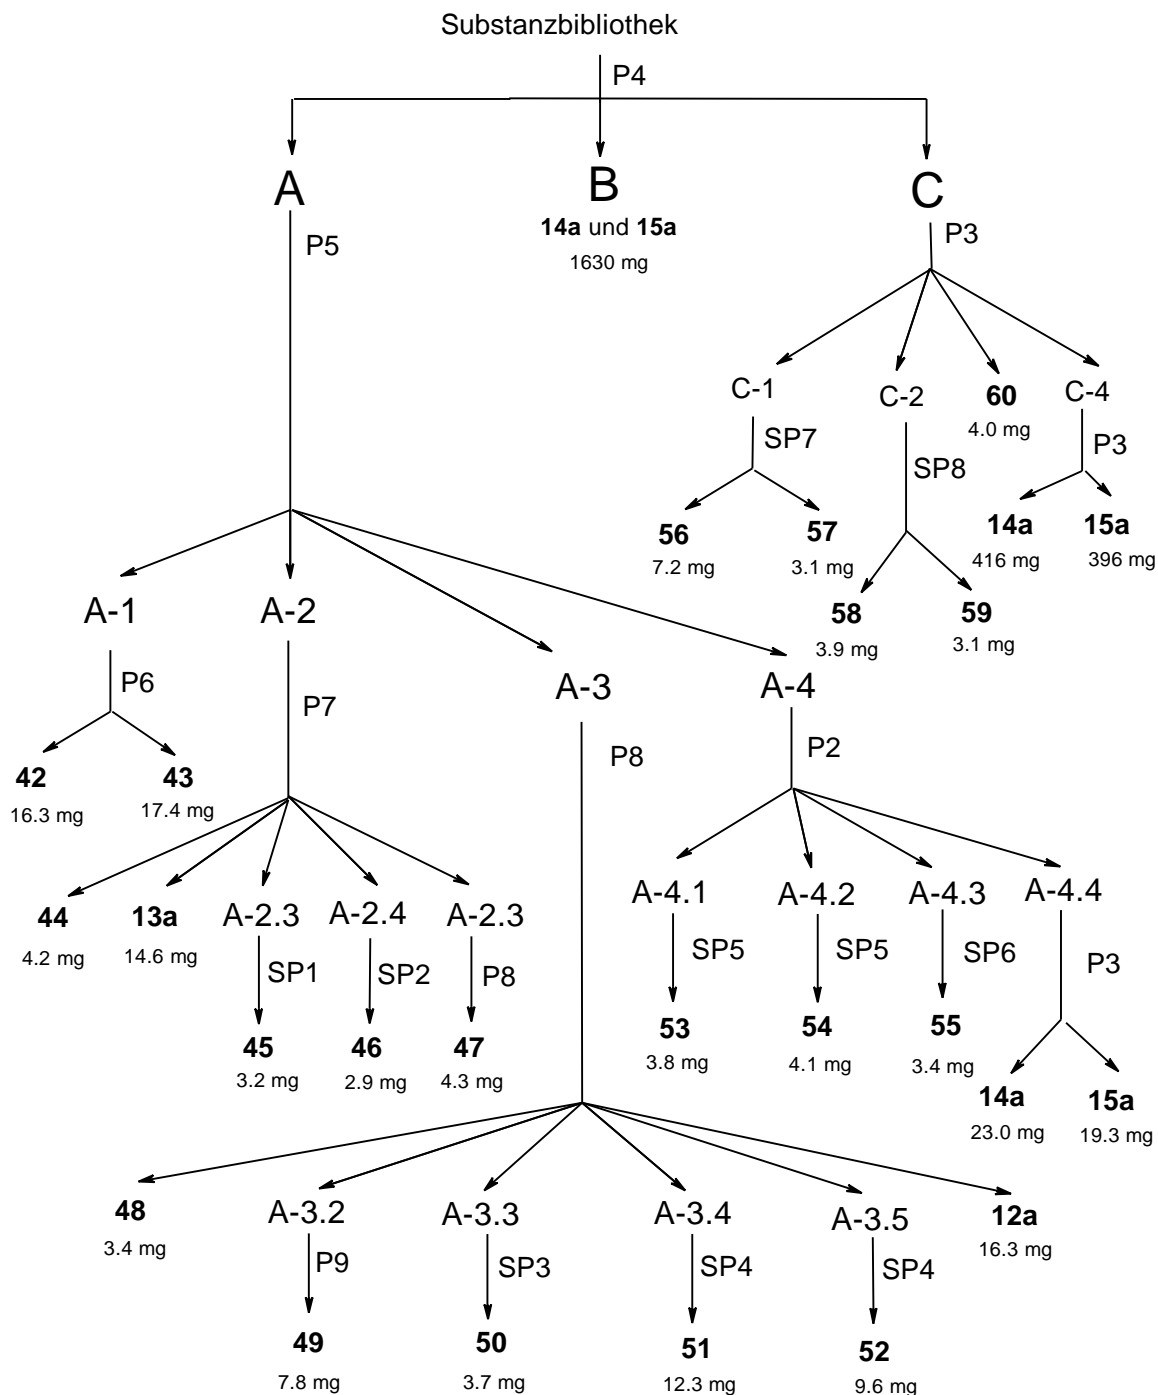 Substanzbibliothek
P4
A
B
C
14a und 15a
1630 mg
P5
P3
C-1
C-2
60
4.0 mg
C-4
SP7
SP8
P3
56
7.2 mg
57
3.1 mg
14a
416 mg
15a
396 mg
58
3.9 mg
59
3.1 mg
A-1
A-2
A-3
A-4
P6
P7
P8
P2
42
16.3 mg
43
17.4 mg
44
4.2 mg
13a
14.6 mg
A-2.3
A-2.4
A-2.3
SP1
SP2
P8
45
3.2 mg
46
2.9 mg
47
4.3 mg
A-4.1
A-4.2
A-4.3
A-4.4
SP5
SP5
SP6
P3
53
3.8 mg
54
4.1 mg
55
3.4 mg
14a
23.0 mg
15a
19.3 mg
48
3.4 mg
A-3.2
A-3.3
A-3.4
A-3.5
12a
16.3 mg
P9
SP3
SP4
SP4
49
7.8 mg
50
3.7 mg
51
12.3 mg
52
9.6 mg